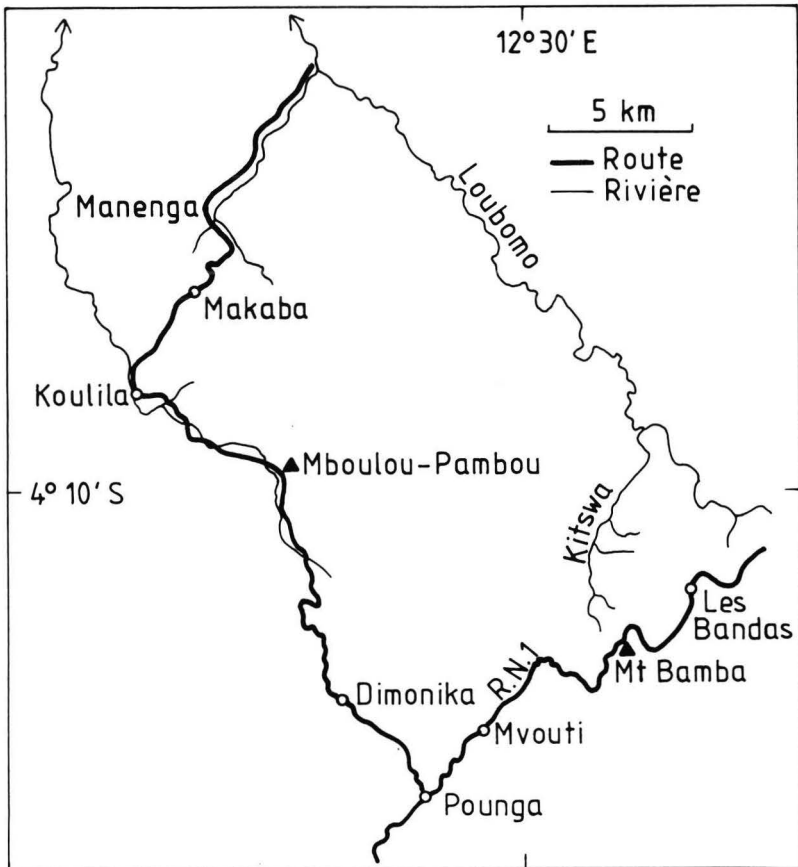 12° 30' E
5 km
Route
Rivière
Loubomo
Manenga
Makaba
Koulila
Mboulou-Pambou
4° 10' S
Kitswa
Les
Bandas
Mt Bamba
R.N.1
Dimonika
Mvouti
Pounga